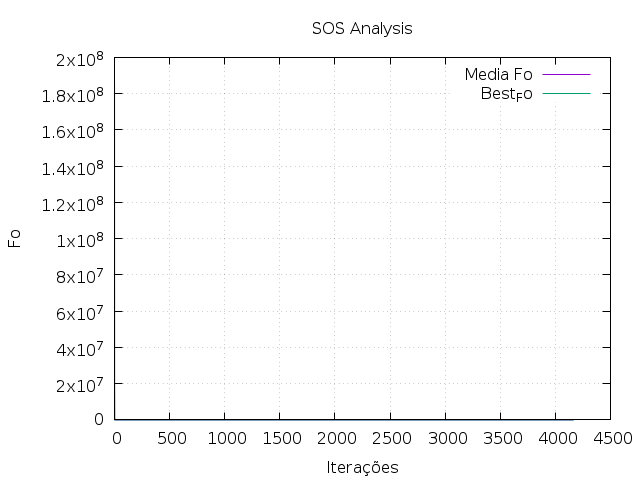 SOS Analysis
Media Fo
Best_Fo
2x10^8
1.8x10^8
1.6x10^8
1.4x10^8
1.2x10^8
1x10^8
8x10^7
6x10^7
4x10^7
2x10^7
0
Fo
0 500 1000 1500 2000 2500 3000 3500 4000 4500
Iterações